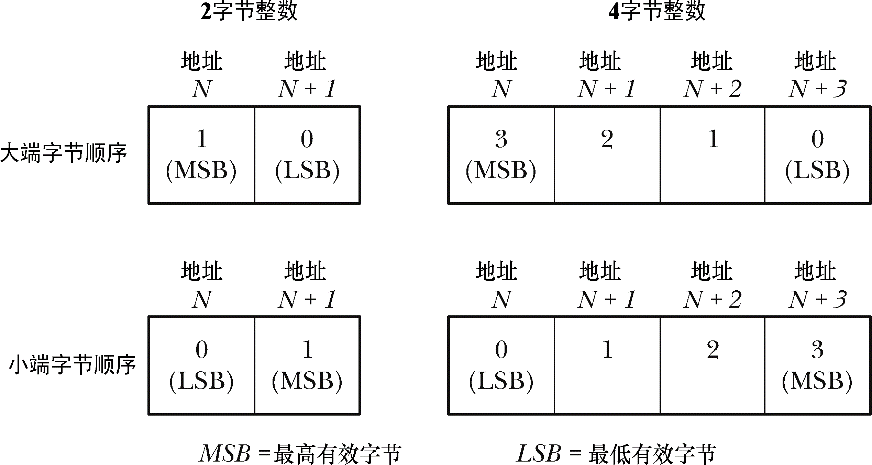 2字节整数 4字节整数
地址 地址 地址 地址 地址 地址
N N + 1 N N + 1 N + 2 N + 3
大端字节顺序 1 0 3 2 1 0
(MSB) (LSB) (MSB) (LSB)
地址 地址 地址 地址 地址 地址
N N + 1 N N + 1 N + 2 N + 3
小端字节顺序 0 1 0 1 2 3
(LSB) (MSB) (LSB) (MSB)
MSB =最高有效字节 LSB =最低有效字节